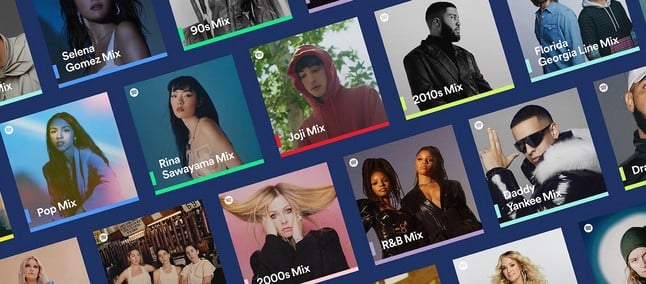 Selena
Gomez Mix
90s Mix
Joji Mix
2010s Mix
Florida
Georgia Line Mix
Pop Mix
Rina
Sawayama Mix
2000s Mix
R&B Mix
Daddy
Yankee Mix
Dra